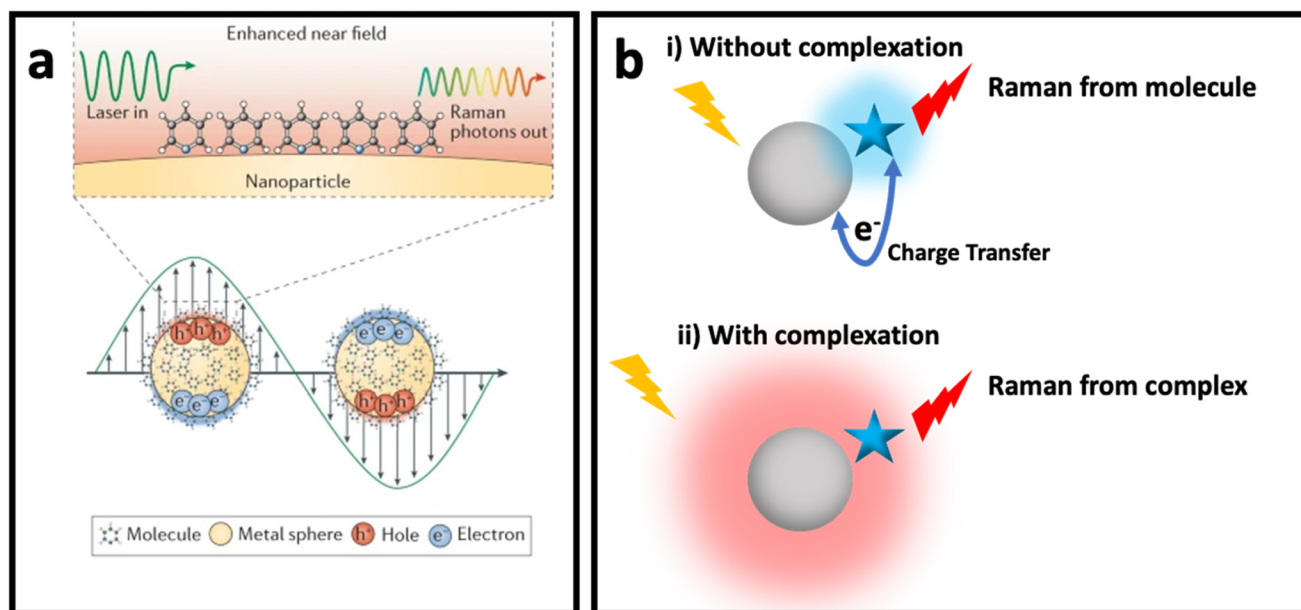 a
Enhanced near field
Laser in
Raman
photons out
Nanoparticle
h⁺ h⁺ h⁺
e⁻ e⁻ e⁻
e⁻ e⁻ e⁻
h⁺ h⁺ h⁺
Molecule Metal sphere h⁺ Hole e⁻ Electron
b
i) Without complexation
Raman from molecule
e⁻
Charge Transfer
ii) With complexation
Raman from complex